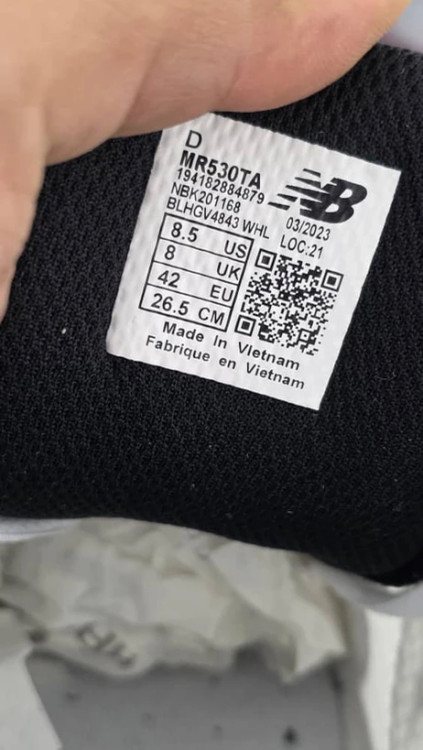 D
MR530TA
194182884879
NBK201168
BLHGV4843 WHL
NB
03/2023
LOC:21
8.5 US
8 UK
42 EU
26.5 CM
Made In Vietnam
Fabrique en Vietnam